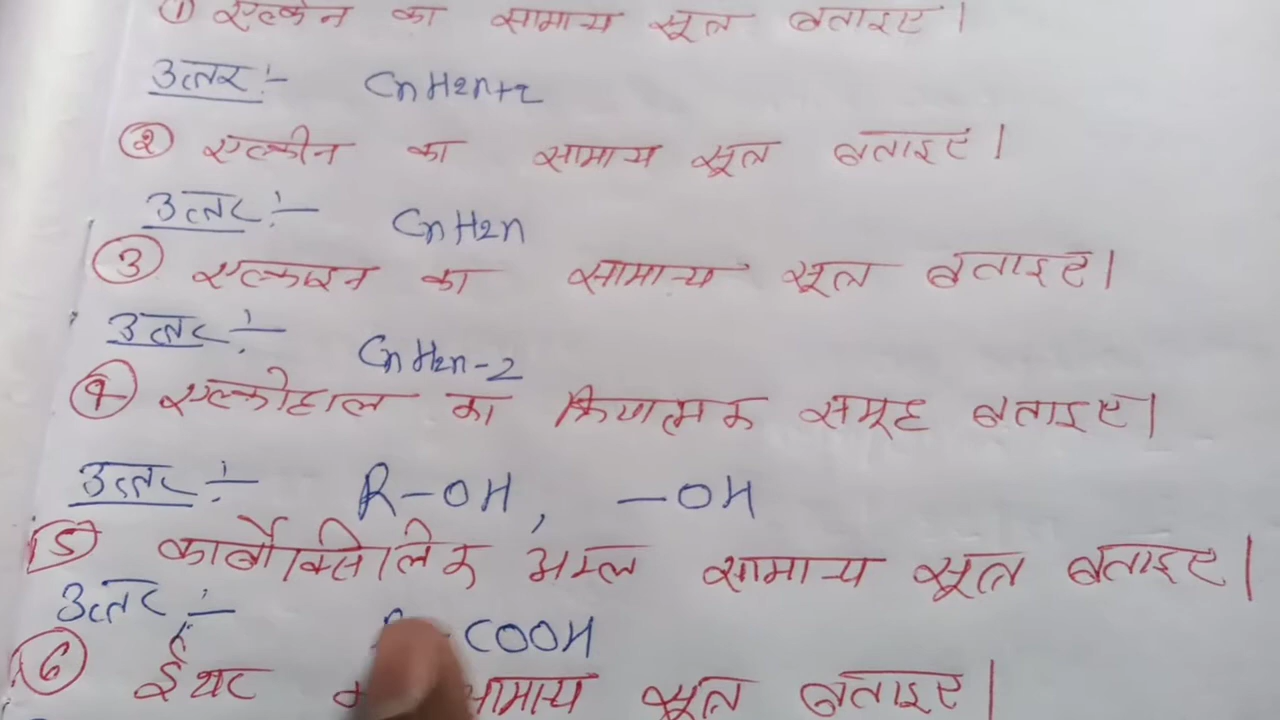 ① एल्केन का सामान्य सूत्र बताइए।
उत्तर :- CnH2n+2
② एल्कीन का सामान्य सूत्र बताइए।
उत्तर :- CnH2n
③ एल्काइन का सामान्य सूत्र बताइए।
उत्तर :- CnH2n-2
④ एल्कोहाल का क्रियात्मक समूह बताइए।
उत्तर :- R-OH, -OH
⑤ कार्बोक्सिलिक अम्ल सामान्य सूत्र बताइए।
उत्तर :- COOH
⑥ ईथर सामान्य सूत्र बताइए।